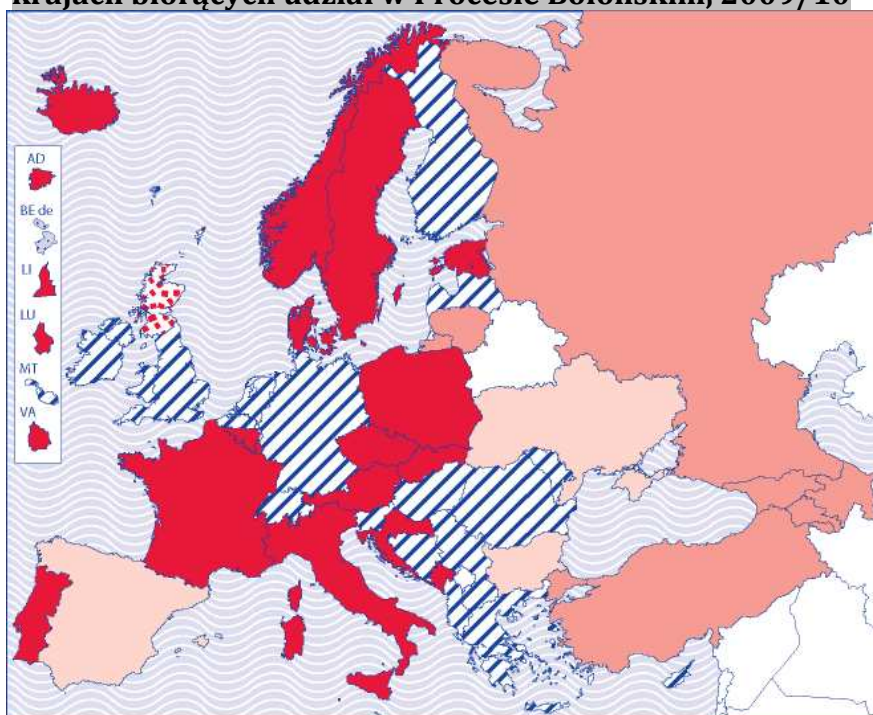 krajach biorących udział w Procesie Bolońskim, 2009/10
AD
BE de
LI
LU
MT
VA